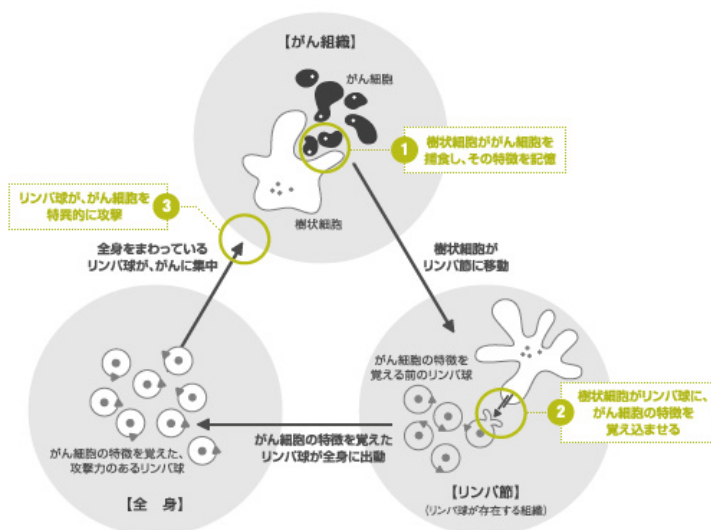 【がん組織】
がん細胞
樹状細胞
1
樹状細胞ががん細胞を
捕食し、その特徴を記憶
樹状細胞が
リンパ節に移動
がん細胞の特徴を
覚える前のリンパ球
2
樹状細胞がリンパ球に、
がん細胞の特徴を
覚え込ませる
【リンパ節】
(リンパ球が存在する組織)
がん細胞の特徴を覚えた
リンパ球が全身に出動
がん細胞の特徴を覚えた、
攻撃力のあるリンパ球
【全 身】
全身をまわっている
リンパ球が、がんに集中
3
リンパ球が、がん細胞を
特異的に攻撃